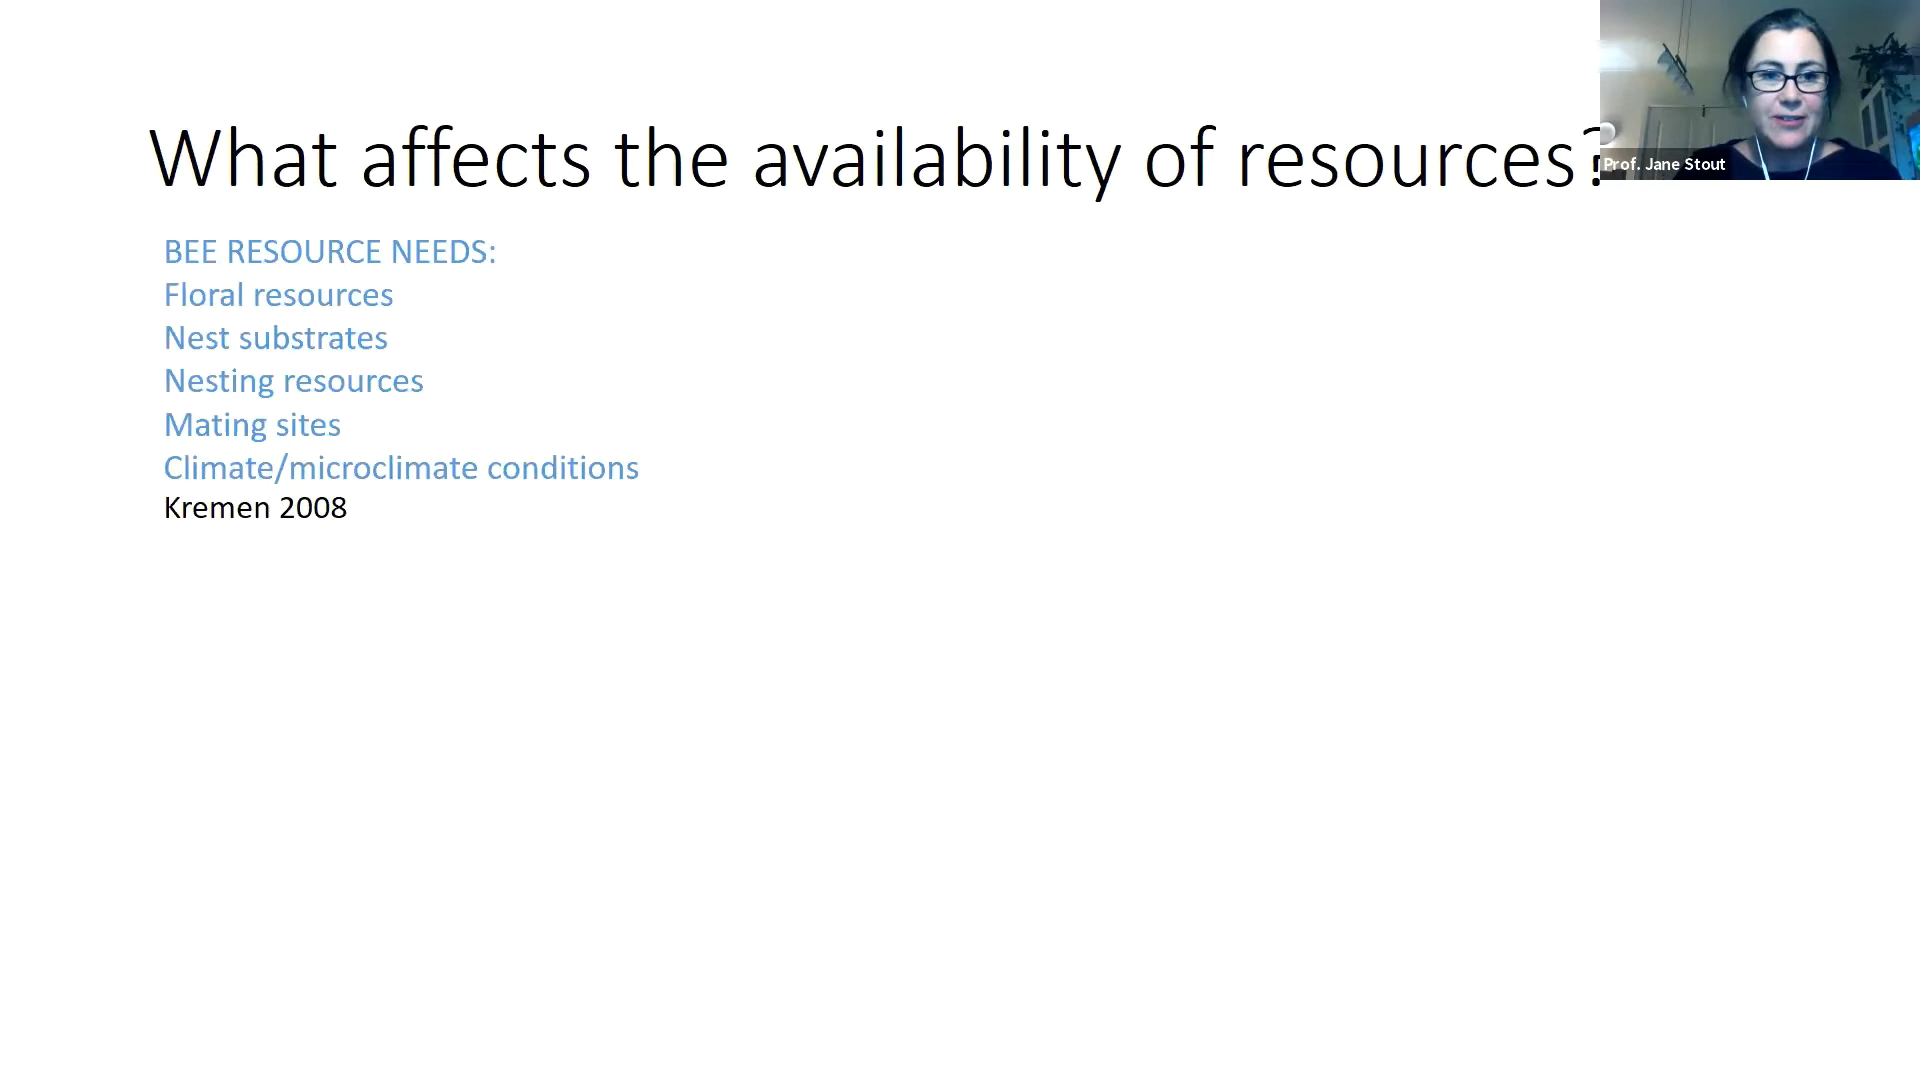 What affects the availability of resources?
Prof. Jane Stout
BEE RESOURCE NEEDS:
Floral resources
Nest substrates
Nesting resources
Mating sites
Climate/microclimate conditions
Kremen 2008